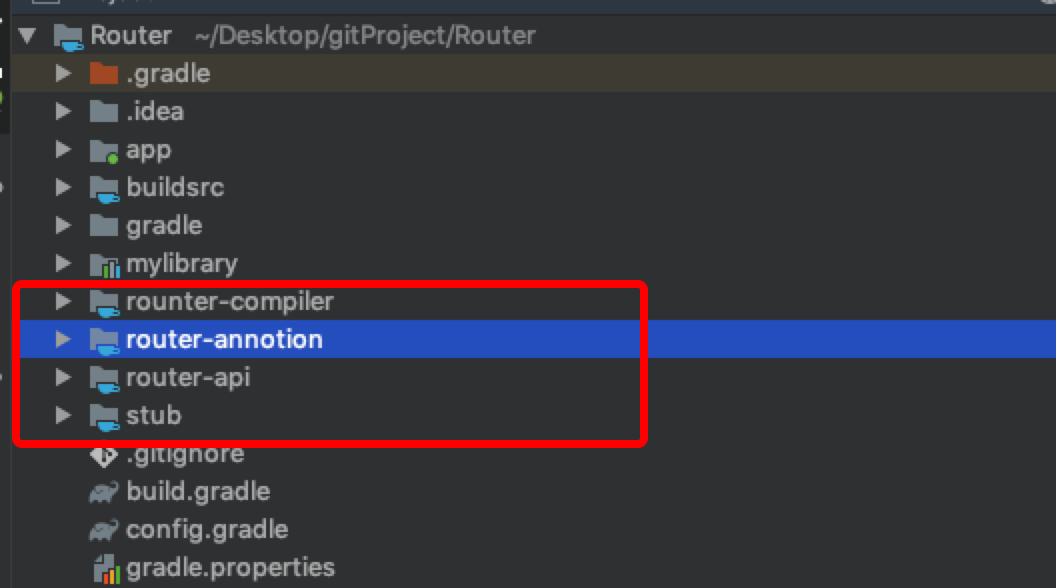 Router ~/Desktop/gitProject/Router
.gradle
.idea
app
buildsrc
gradle
mylibrary
rounter-compiler
router-annotion
router-api
stub
.gitignore
build.gradle
config.gradle
gradle.properties